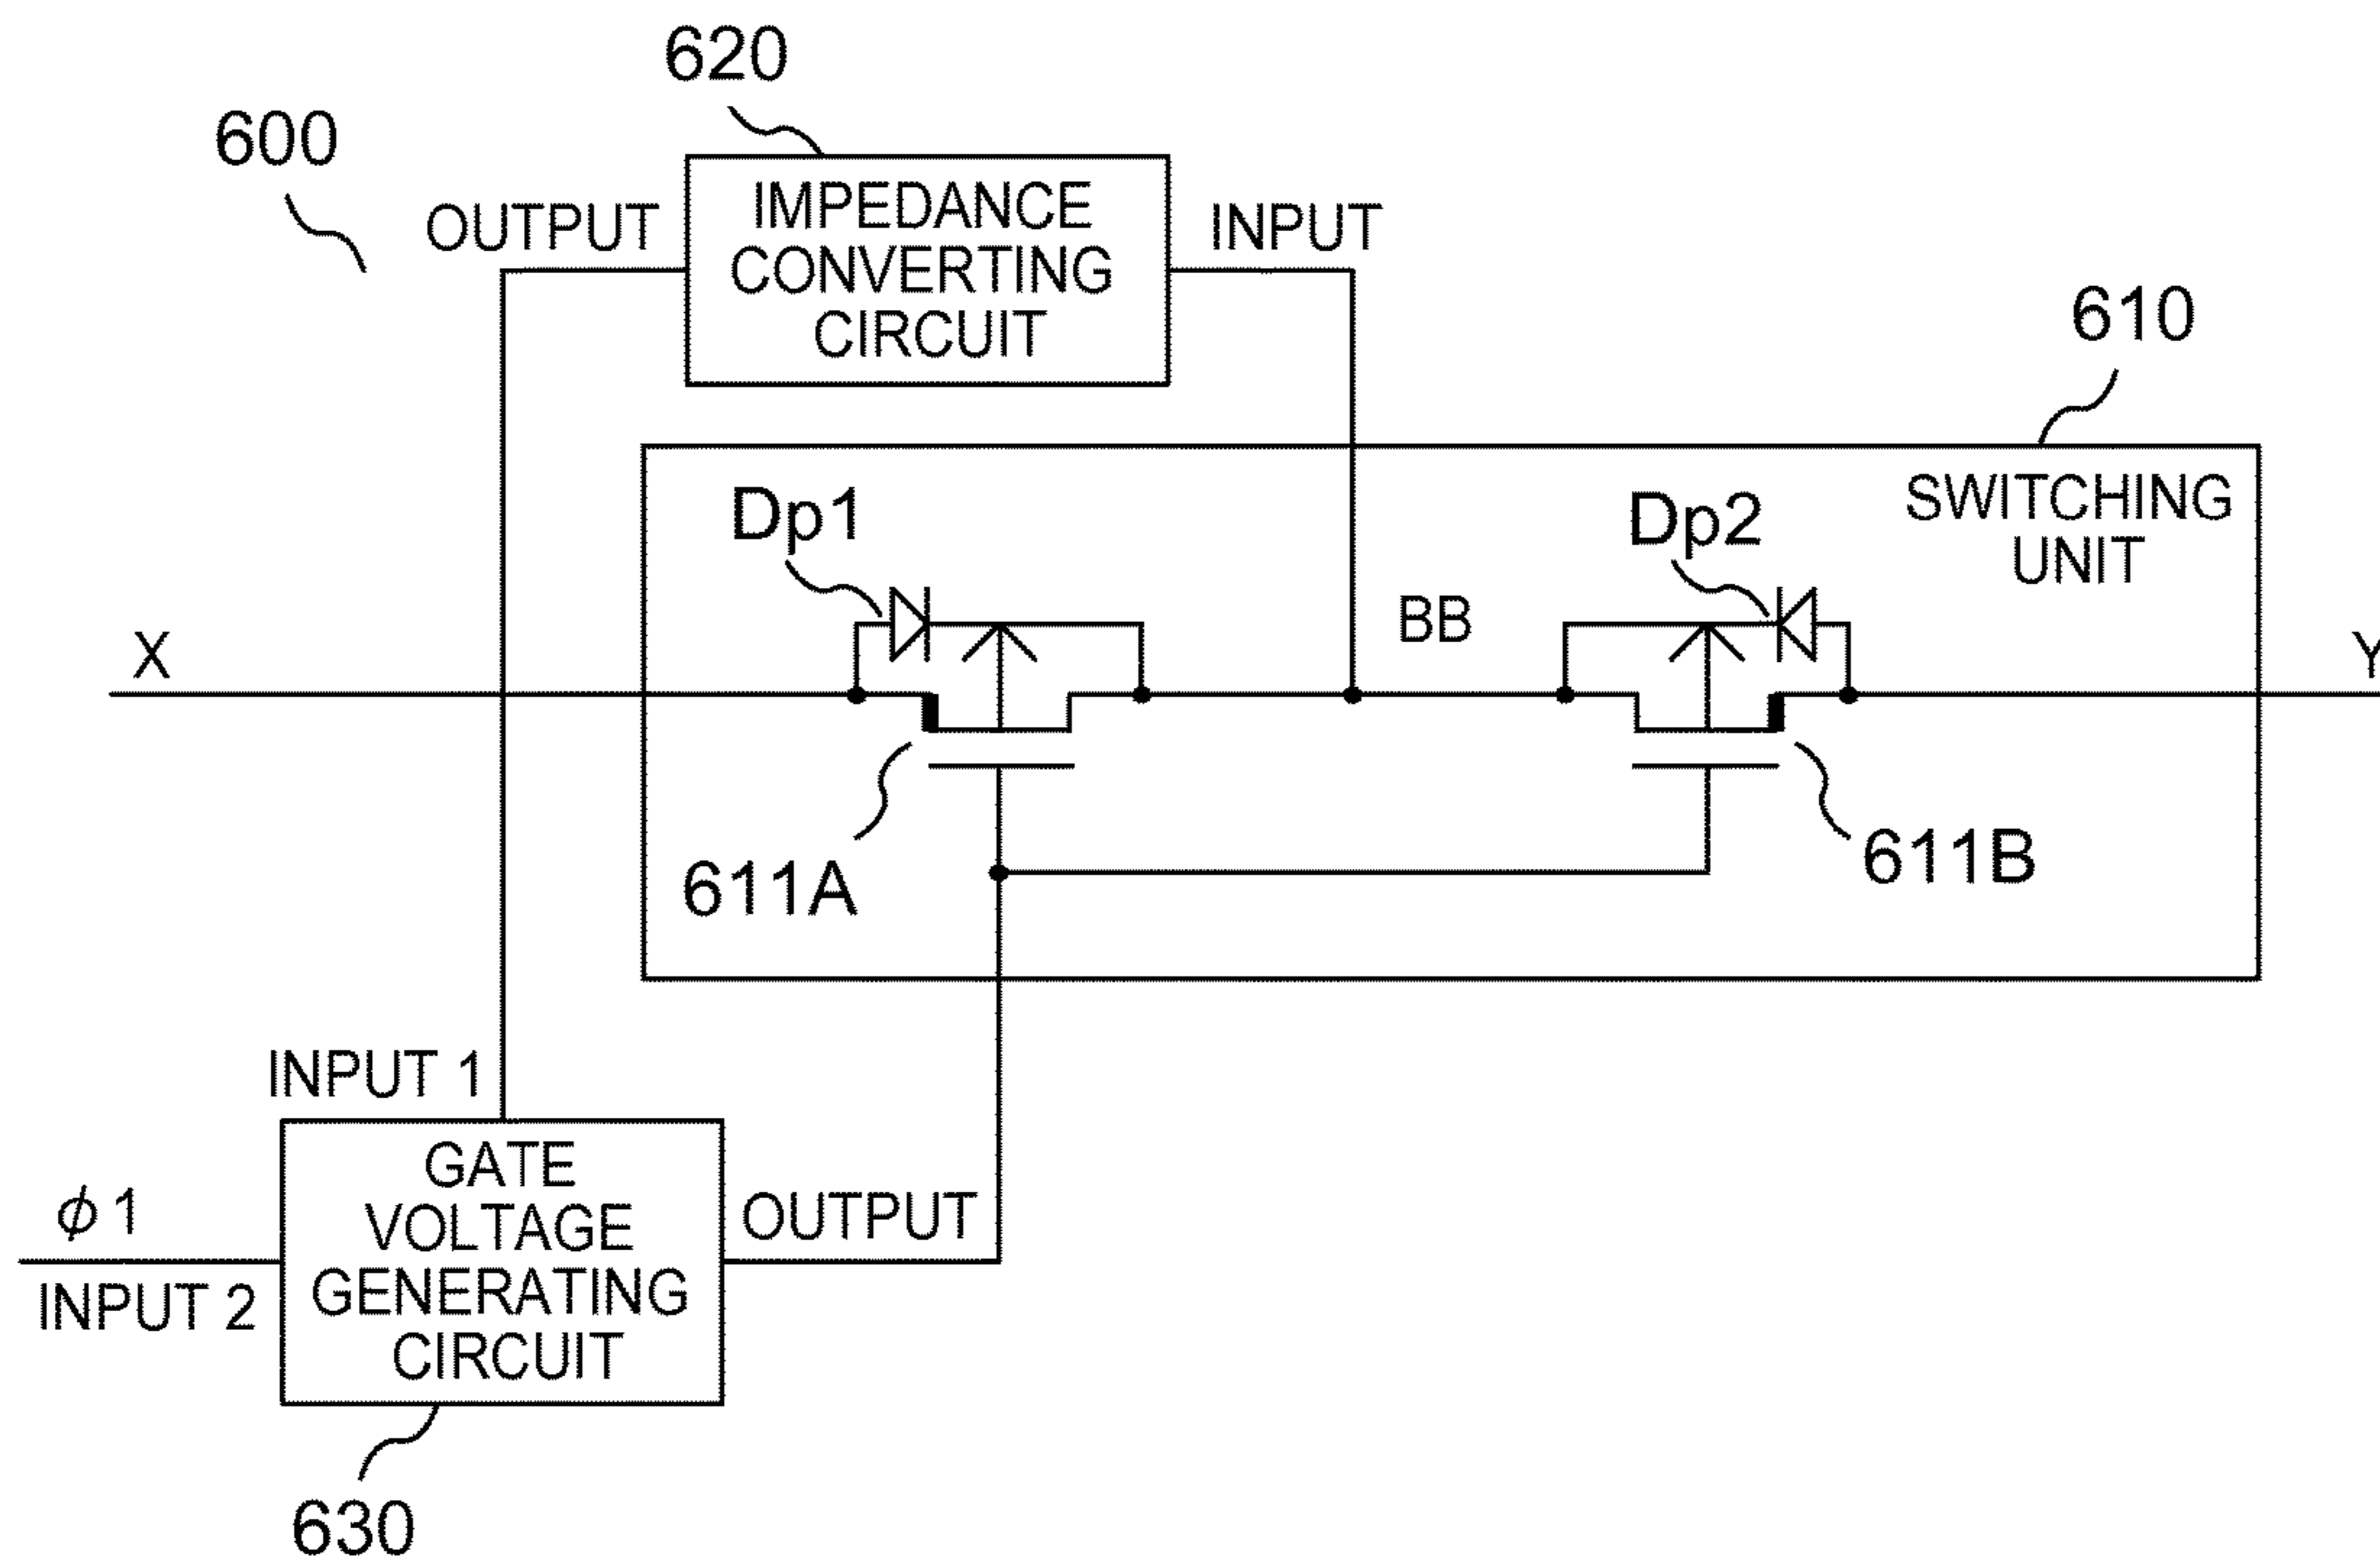 620
600
OUTPUT
IMPEDANCE
CONVERTING
CIRCUIT
INPUT
610
SWITCHING
UNIT
Dp1
Dp2
BB
X
Y
611A
611B
INPUT 1
GATE
VOLTAGE
GENERATING
CIRCUIT
OUTPUT
ϕ1
INPUT 2
630